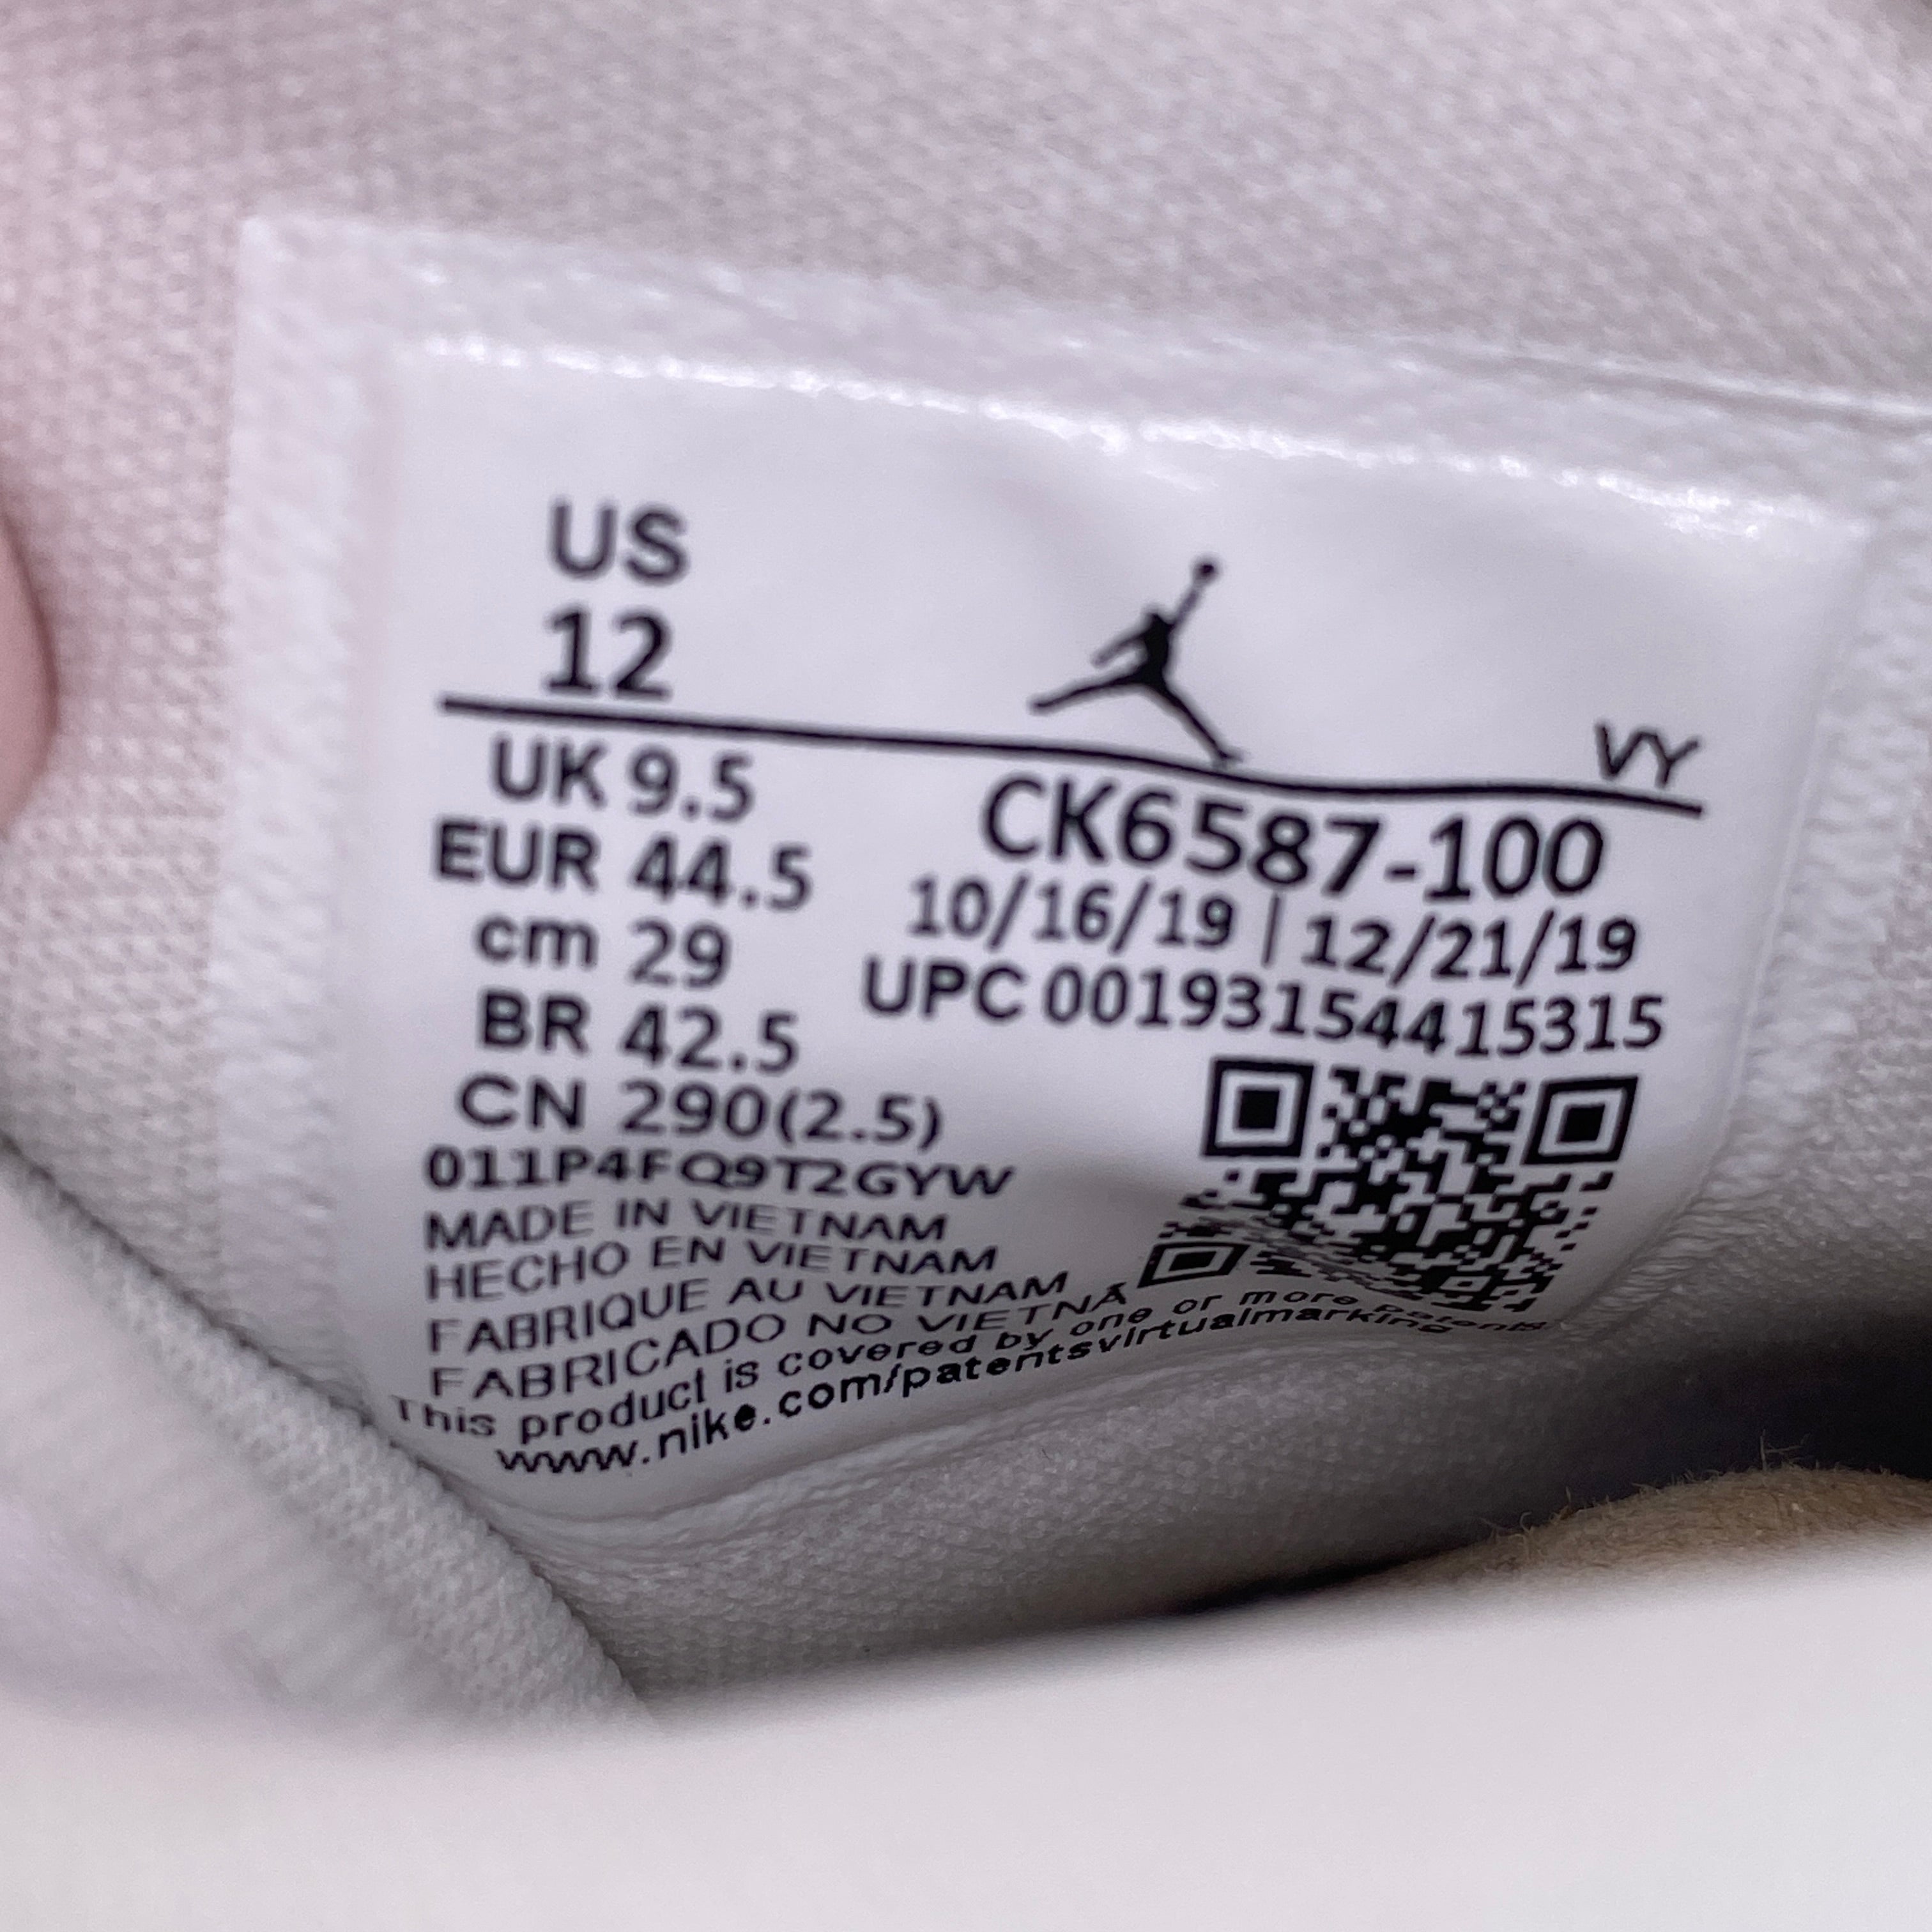 US
12
VY
UK 9.5
EUR 44.5
cm 29
BR 42.5
CN 290(2.5)
CK6587-100
10/16/19 | 12/21/19
UPC 00193154415315
011P4FQ9T2GYW
MADE IN VIETNAM
HECHO EN VIETNAM
FABRIQUE AU VIETNAM
FABRICADO NO VIETNÃ
This product is covered by one or more patents
www.nike.com/patentsvirtualmarking